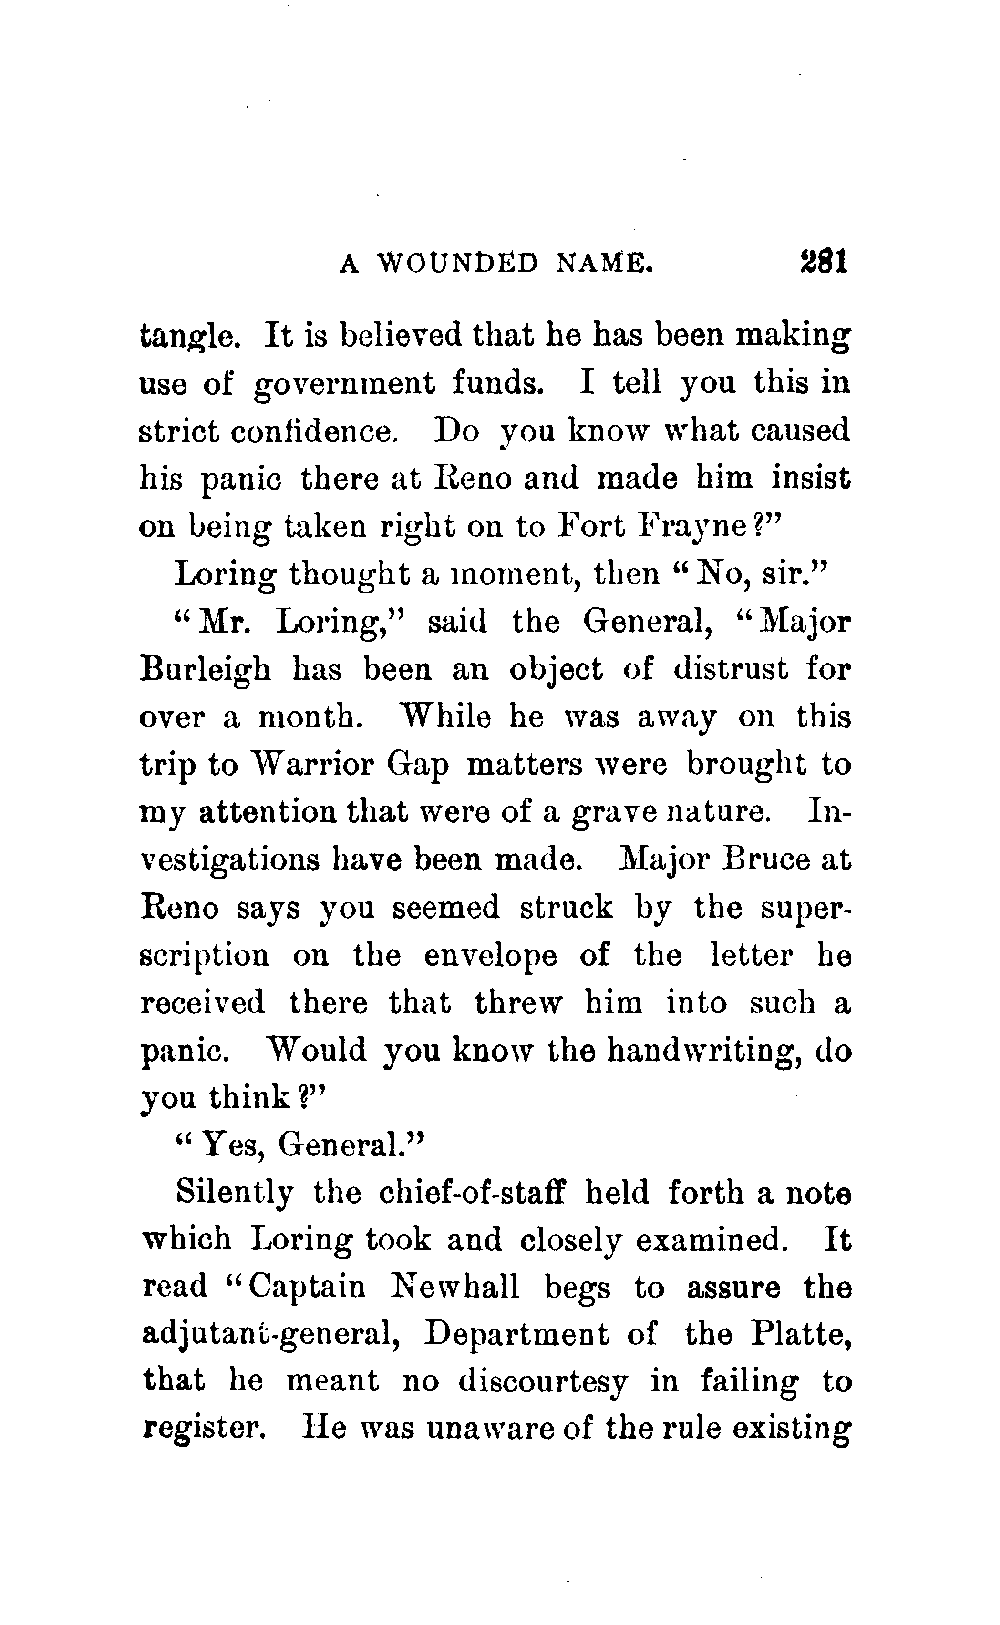 A WOUNDED NAME. 281
tangle. It is believed that he has been making
use of government funds. I tell you this in
strict confidence. Do you know what caused
his panic there at Reno and made him insist
on being taken right on to Fort Frayne?"
Loring thought a moment, then "No, sir."
"Mr. Loring," said the General, "Major
Burleigh has been an object of distrust for
over a month. While he was away on this
trip to Warrior Gap matters were brought to
my attention that were of a grave nature. In-
vestigations have been made. Major Bruce at
Reno says you seemed struck by the super-
scription on the envelope of the letter he
received there that threw him into such a
panic. Would you know the handwriting, do
you think?"
"Yes, General."
Silently the chief-of-staff held forth a note
which Loring took and closely examined. It
read "Captain Newhall begs to assure the
adjutant-general, Department of the Platte,
that he meant no discourtesy in failing to
register. He was unaware of the rule existing